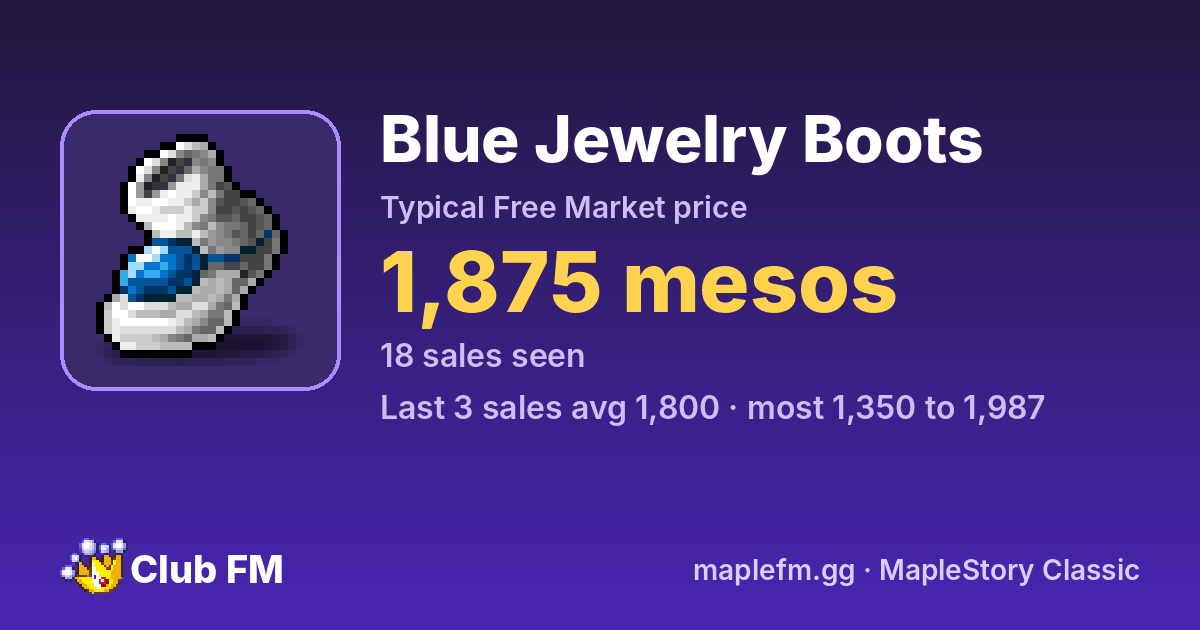 Blue Jewelry Boots
Typical Free Market price
1,875 mesos
18 sales seen
Last 3 sales avg 1,800 · most 1,350 to 1,987
Club FM
maplefm.gg · MapleStory Classic